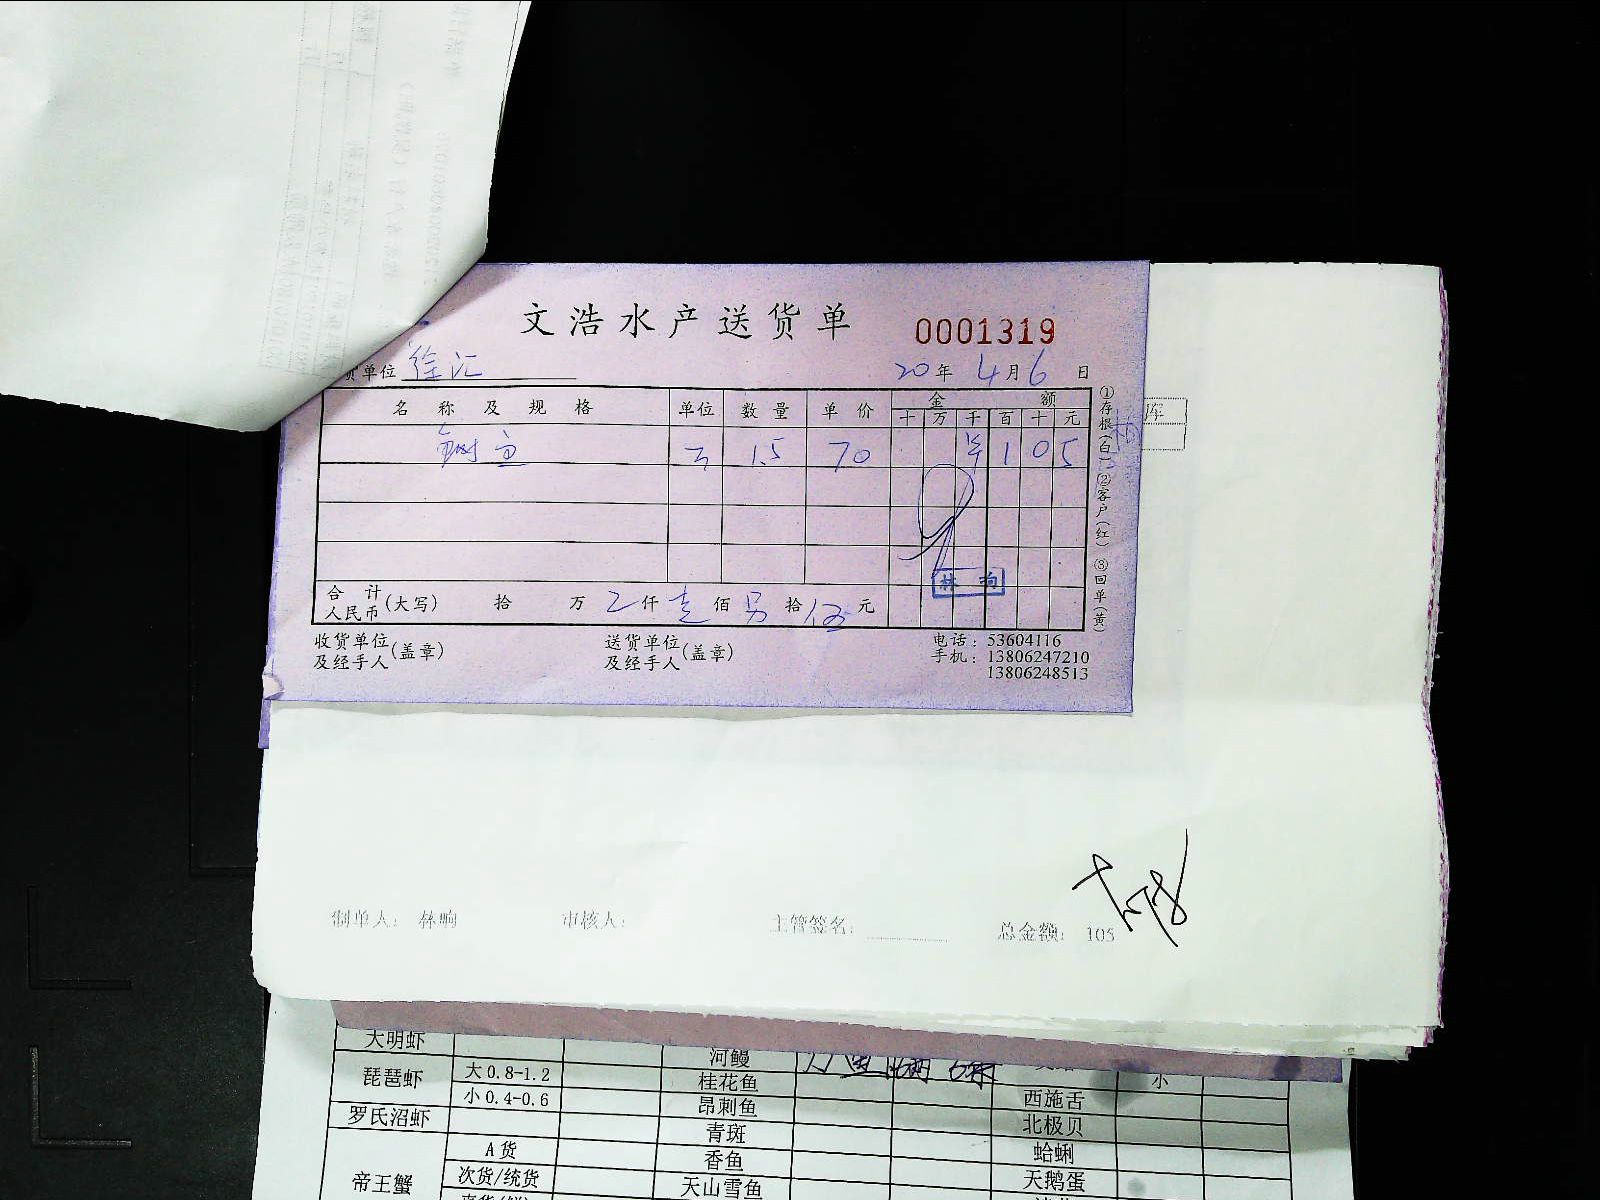 文浩水产送货单 0001319
货单位 徐汇 20年 4月6日
名称及规格 单位 数量 单价 金额
十 万 千 百 十 元
1.5 70 ¥ 1 0 5
林 响
合计
人民币(大写) 拾 万 仟 壹 佰 另 拾 伍 元
收货单位
及经手人(盖章)
送货单位
及经手人(盖章)
电话：53604116
手机：13806247210
13806248513
①存根(白) ②客户(红) ③回单(黄)
库
制单人： 林响 审核人： 主管签名： 总金额： 105
大明虾 河鳗
琵琶虾 大0.8-1.2 桂花鱼 小
小0.4-0.6 昂刺鱼 西施舌
罗氏沼虾 青斑 北极贝
A货 香鱼 蛤蜊
帝王蟹 次货/统货 天山雪鱼 天鹅蛋